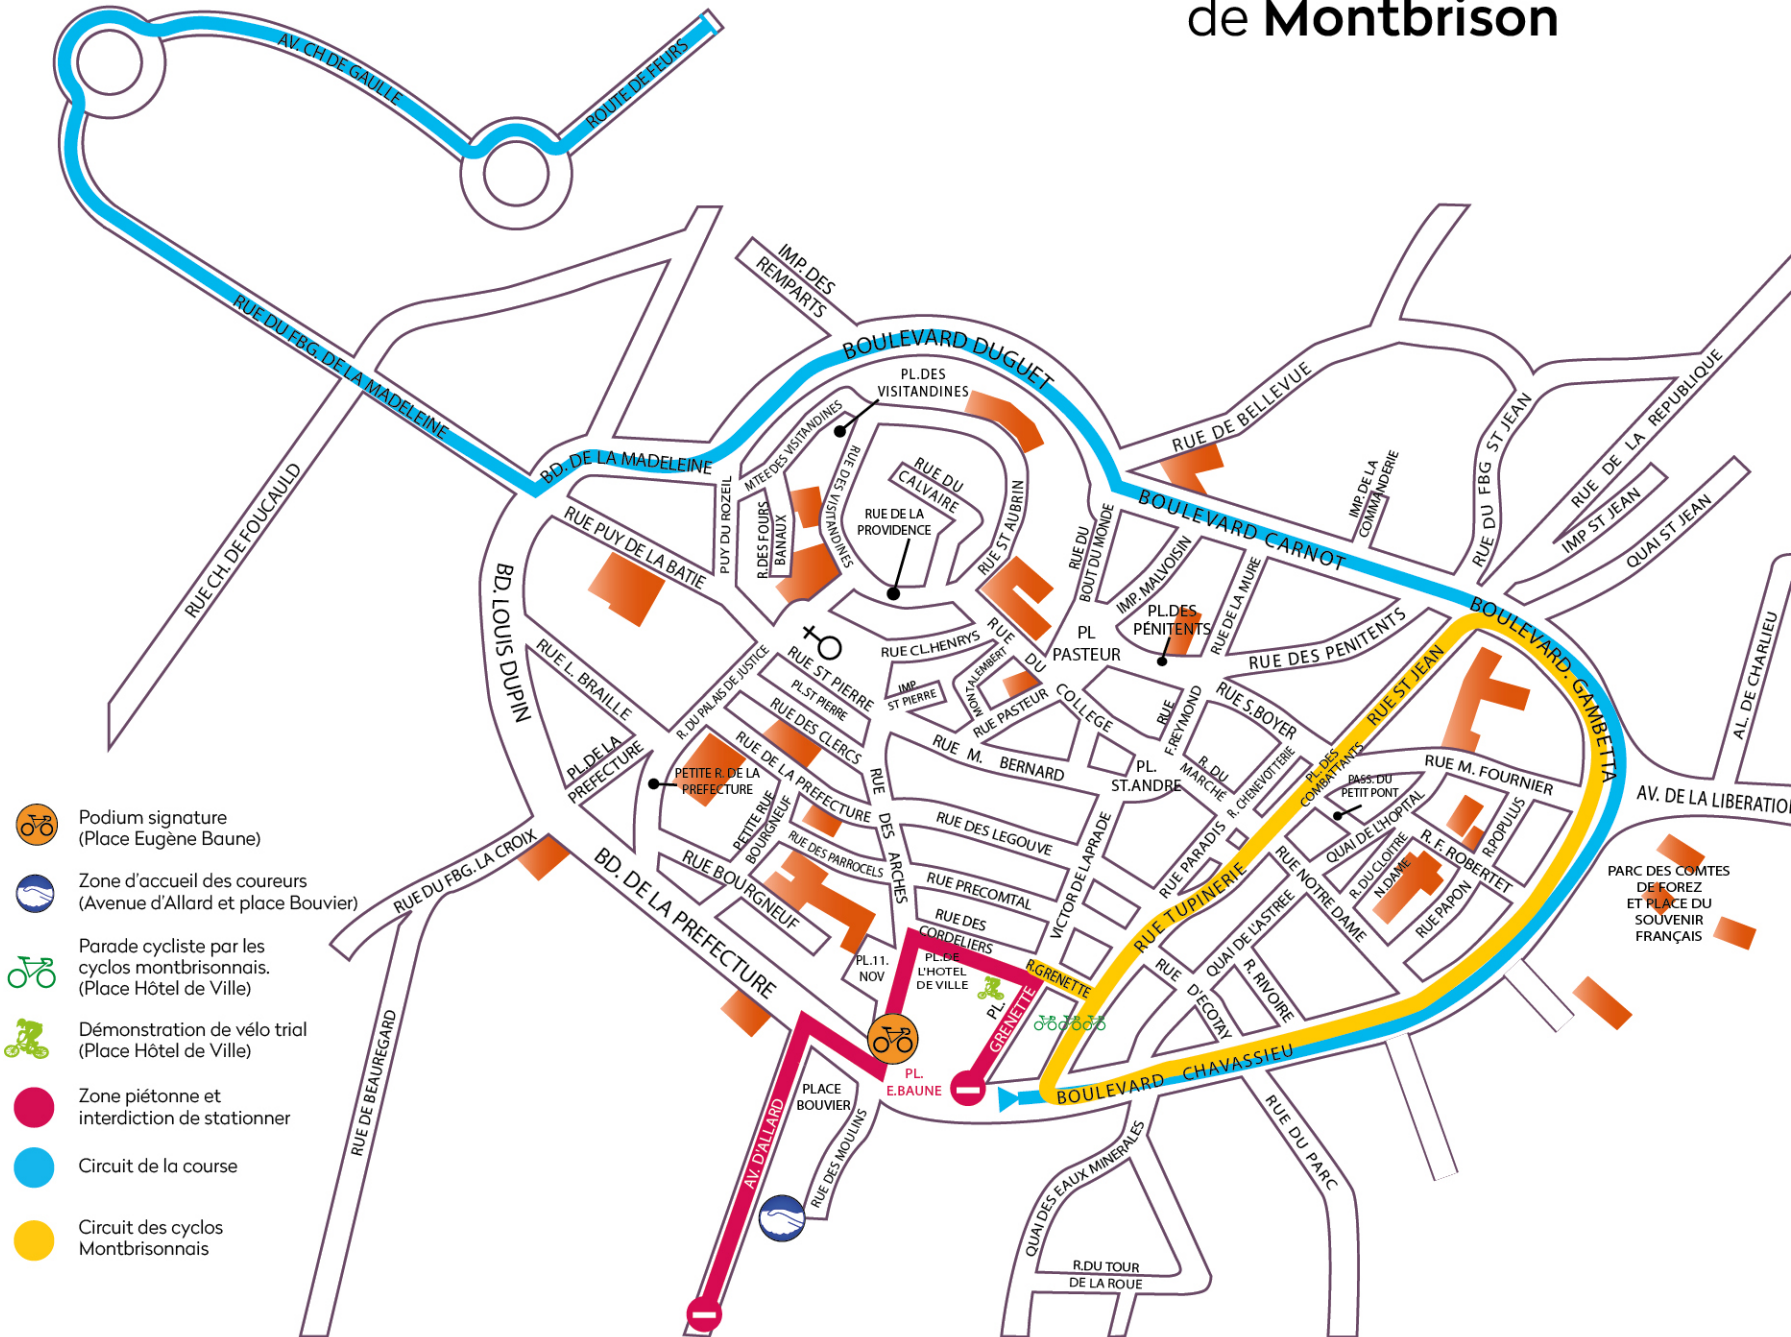 de Montbrison
AV. CH DE GAULLE
ROUTE DE FEURS
RUE DU FBG. DE LA MADELEINE
IMP. DES
REMPARTS
BOULEVARD DUGUET
PL.DES
VISITANDINES
BD. DE LA MADELEINE
MTEE DES VISITANDINES
RUE DES VISITANDINES
RUE DU
CALVAIRE
RUE DE LA
PROVIDENCE
RUE ST AUBRIN
PUY DU ROZEIL
R.DES FOURS
BANAUX
RUE CH. DE FOUCAULD
RUE PUY DE LA BATIE
RUE DE BELLEVUE
IMP. DE LA
COMMANDERIE
RUE DU FBG ST JEAN
RUE DE LA REPUBLIQUE
IMP ST JEAN
QUAI ST JEAN
BOULEVARD CARNOT
RUE DU
BOUT DU MONDE
IMP. MALVOISIN
PL.DES
PÉNITENTS
RUE DE LA MURE
RUE DES PENITENTS
BOULEVARD. GAMBETTA
AL. DE CHARLIEU
BD. LOUIS DUPIN
RUE L. BRAILLE
R. DU PALAIS DE JUSTICE
RUE ST PIERRE
PL.ST PIERRE
RUE CL.HENRYS
IMP
ST PIERRE
MONTALEMBERT
RUE PASTEUR
RUE DU COLLEGE
PL
PASTEUR
RUE
F.REYMOND
RUE S.BOYER
RUE ST JEAN
RUE DES CLERCS
RUE DE LA PREFECTURE
PL.DE LA
PREFECTURE
PETITE R. DE LA
PREFECTURE
PETITE RUE
BOURGNEUF
RUE M. BERNARD
PL.
ST.ANDRE
R. DU
MARCHÉ
R. CHENEVOTTERIE
PL. DES
COMBATTANTS
PASS. DU
PETIT PONT
RUE M. FOURNIER
AV. DE LA LIBERATIO
QUAI DE L'HOPITAL
R. F. ROBERTET
R.POPULUS
R. DU CLOITRE
N.DAME
RUE PAPON
RUE DES ARCHES
RUE DES LEGOUVE
RUE PRECOMTAL
RUE DES
CORDELIERS
VICTOR DE LAPRADE
RUE PARADIS
RUE TUPINERIE
RUE NOTRE DAME
QUAI DE L'ASTREE
R. RIVOIRE
RUE D'ECOTAY
RUE DES PARROCELS
RUE BOURGNEUF
BD. DE LA PREFECTURE
RUE DU FBG. LA CROIX
RUE DE BEAUREGARD
PL.11.
NOV
PL.DE
L'HOTEL
DE VILLE
R.GRENETTE
PL.
GRENETTE
PL.
E.BAUNE
PLACE
BOUVIER
AV. D'ALLARD
RUE DES MOULINS
BOULEVARD CHAVASSIEU
QUAI DES EAUX MINERALES
RUE DU PARC
R.DU TOUR
DE LA ROUE
PARC DES COMTES
DE FOREZ
ET PLACE DU
SOUVENIR
FRANÇAIS
Podium signature
(Place Eugène Baune)
Zone d'accueil des coureurs
(Avenue d'Allard et place Bouvier)
Parade cycliste par les
cyclos montbrisonnais.
(Place Hôtel de Ville)
Démonstration de vélo trial
(Place Hôtel de Ville)
Zone piétonne et
interdiction de stationner
Circuit de la course
Circuit des cyclos
Montbrisonnais